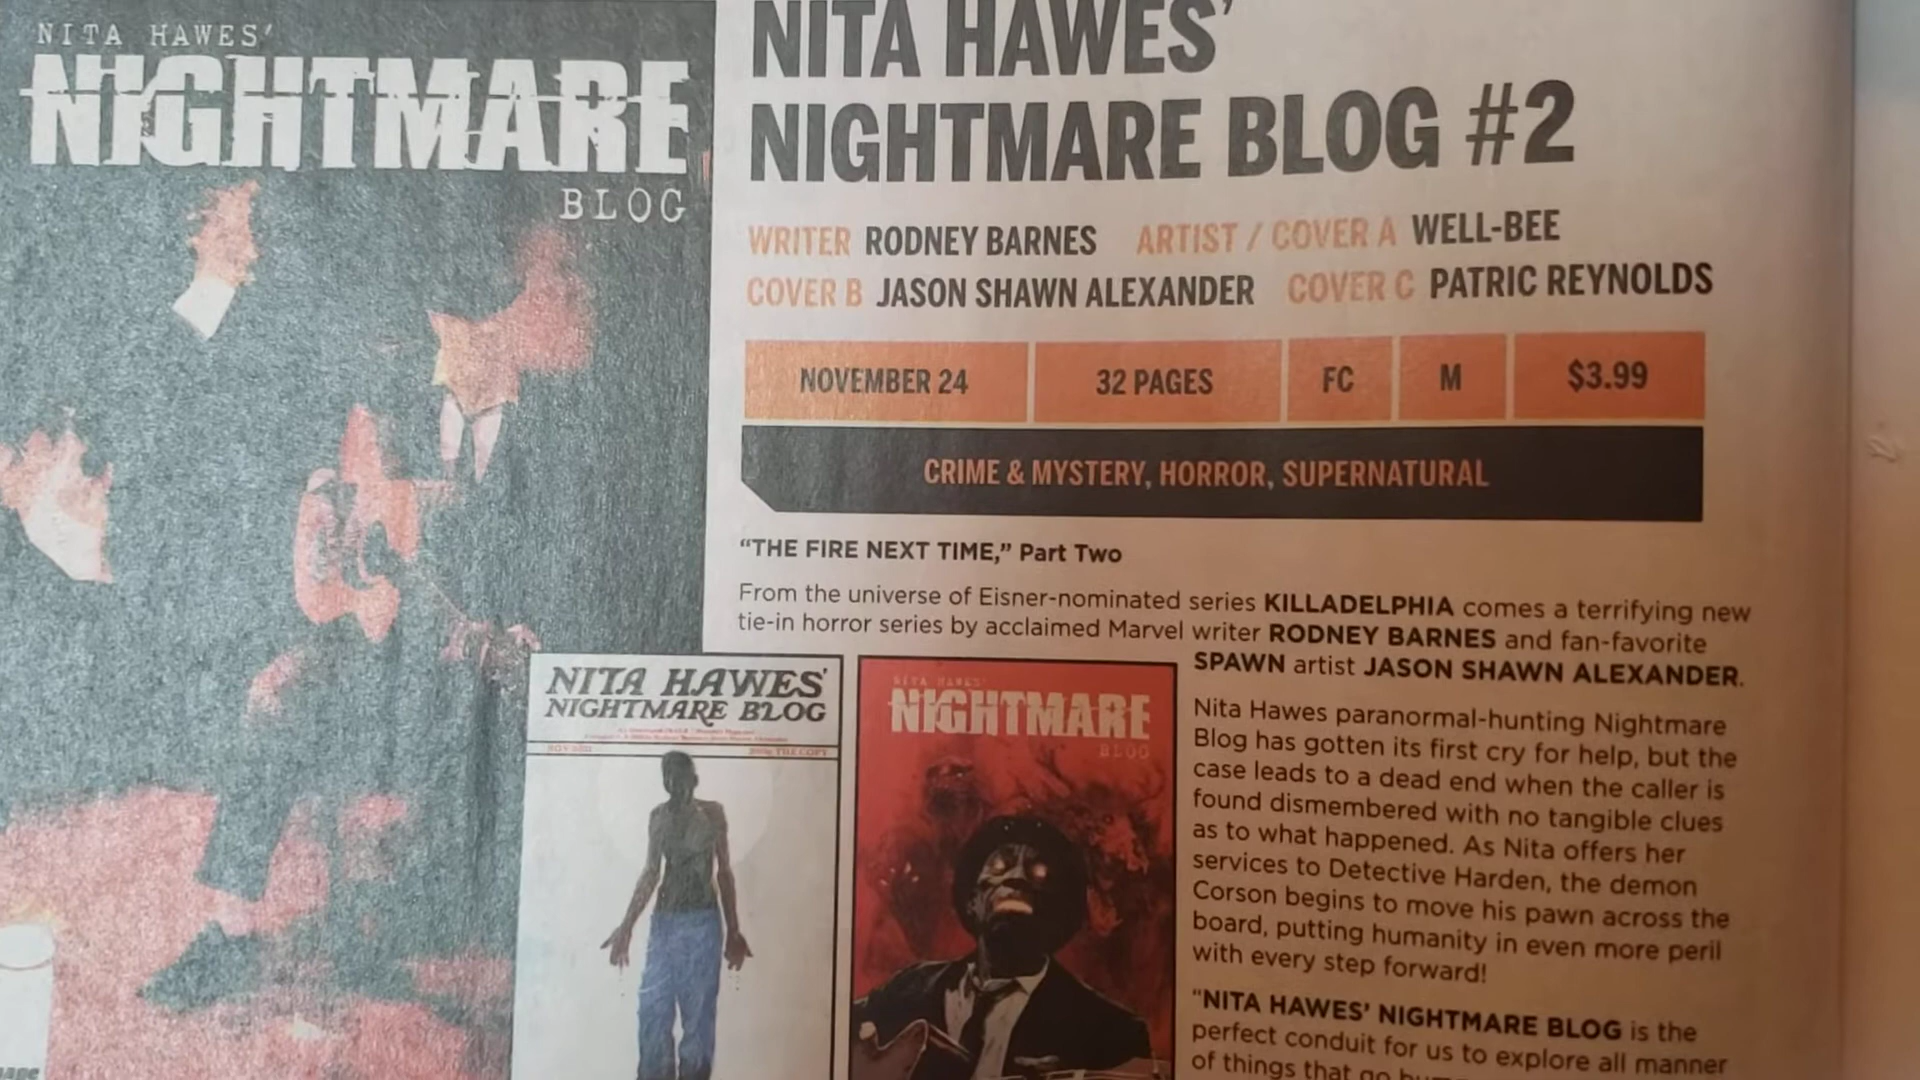 NITA HAWES'
NIGHTMARE
BLOG
NITA HAWES'
NIGHTMARE BLOG #2
WRITER RODNEY BARNES ARTIST / COVER A WELL-BEE
COVER B JASON SHAWN ALEXANDER COVER C PATRIC REYNOLDS
NOVEMBER 24 32 PAGES FC M $3.99
CRIME & MYSTERY, HORROR, SUPERNATURAL
“THE FIRE NEXT TIME,” Part Two
From the universe of Eisner-nominated series KILLADELPHIA comes a terrifying new
tie-in horror series by acclaimed Marvel writer RODNEY BARNES and fan-favorite
SPAWN artist JASON SHAWN ALEXANDER.
Nita Hawes paranormal-hunting Nightmare
Blog has gotten its first cry for help, but the
case leads to a dead end when the caller is
found dismembered with no tangible clues
as to what happened. As Nita offers her
services to Detective Harden, the demon
Corson begins to move his pawn across the
board, putting humanity in even more peril
with every step forward!
“NITA HAWES’ NIGHTMARE BLOG is the
perfect conduit for us to explore all manner
of things that go
NITA HAWES'
NIGHTMARE BLOG
THE COPY
NITA HAWES'
NIGHTMARE
BLOG